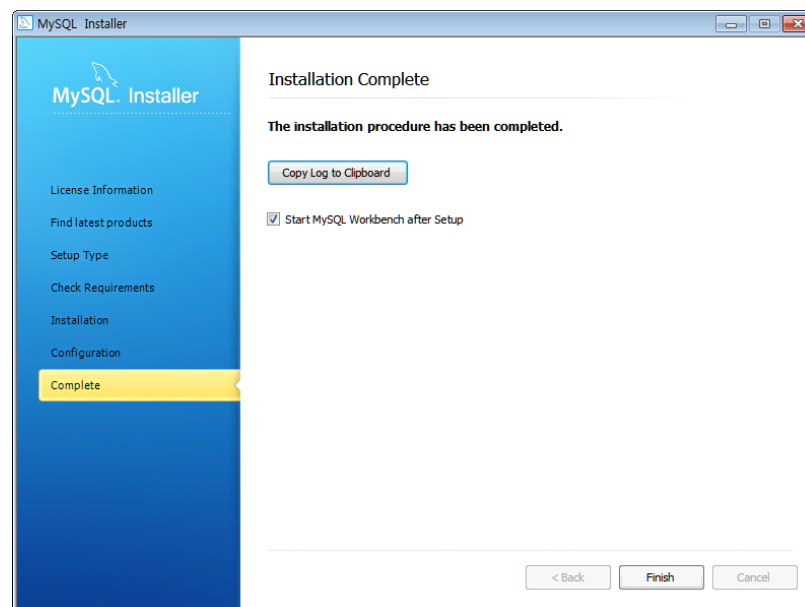 MySQL Installer
MySQL. Installer
License Information
Find latest products
Setup Type
Check Requirements
Installation
Configuration
Complete
Installation Complete
The installation procedure has been completed.
Copy Log to Clipboard
Start MySQL Workbench after Setup
< Back
Finish
Cancel